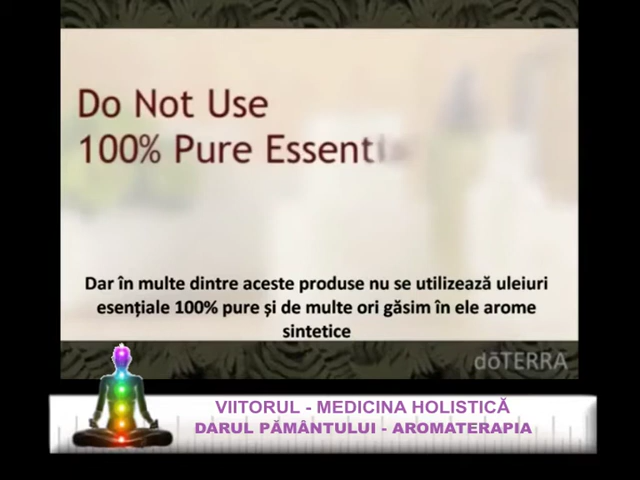 Do Not Use
100% Pure Essenti
Dar în multe dintre aceste produse nu se utilizează uleiuri
esențiale 100% pure și de multe ori găsim în ele arome
sintetice
dōTERRA
VIITORUL - MEDICINA HOLISTICĂ
DARUL PĂMÂNTULUI - AROMATERAPIA